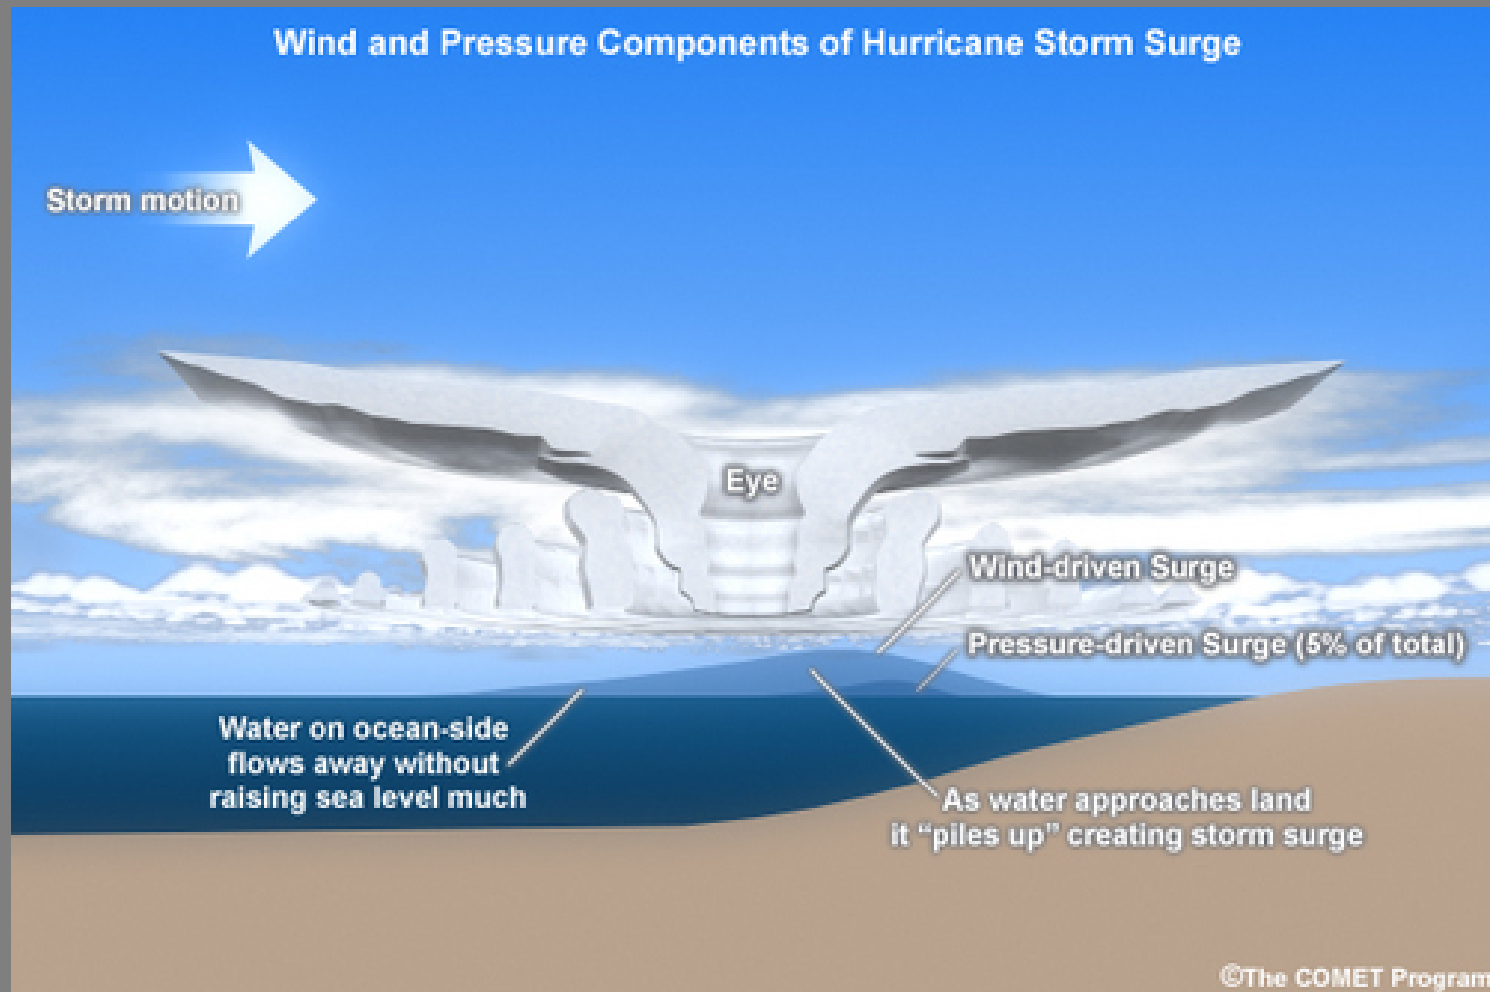 Wind and Pressure Components of Hurricane Storm Surge
Storm motion
Eye
Wind-driven Surge
Pressure-driven Surge (5% of total)
Water on ocean-side
flows away without
raising sea level much
As water approaches land
it “piles up” creating storm surge
©The COMET Program